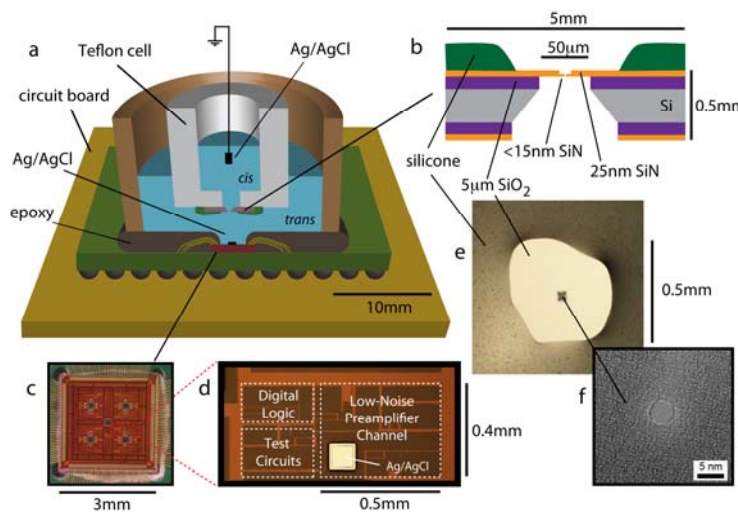 a
Ag/AgCl
Teflon cell
circuit board
Ag/AgCl
cis
trans
epoxy
10mm
b
5mm
50μm
Si
0.5mm
<15nm SiN
25nm SiN
silicone
5μm SiO₂
e
0.5mm
c
3mm
d
Digital
Logic
Test
Circuits
Low-Noise
Preamplifier
Channel
Ag/AgCl
0.4mm
0.5mm
f
5 nm